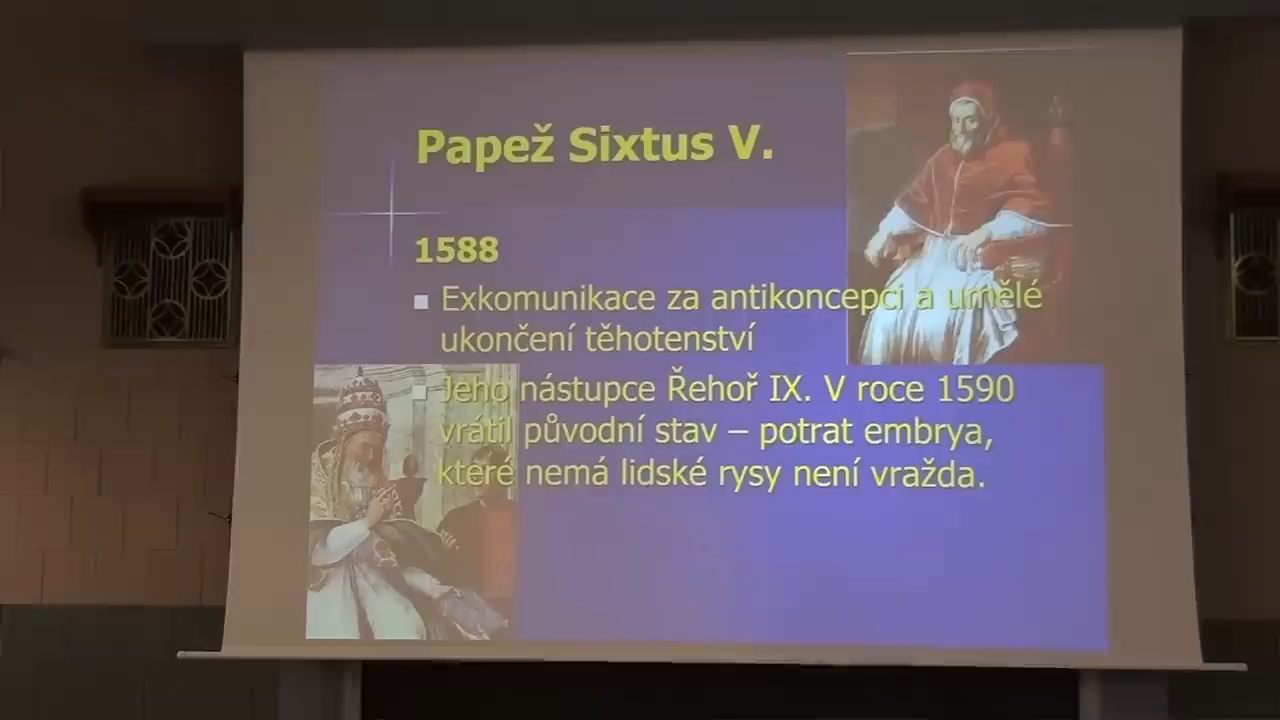 Papež Sixtus V.
1588
Exkomunikace za antikoncepci a umělé
ukončení těhotenství
Jeho nástupce Řehoř IX. V roce 1590
vrátil původní stav – potrat embrya,
které nemá lidské rysy není vražda.